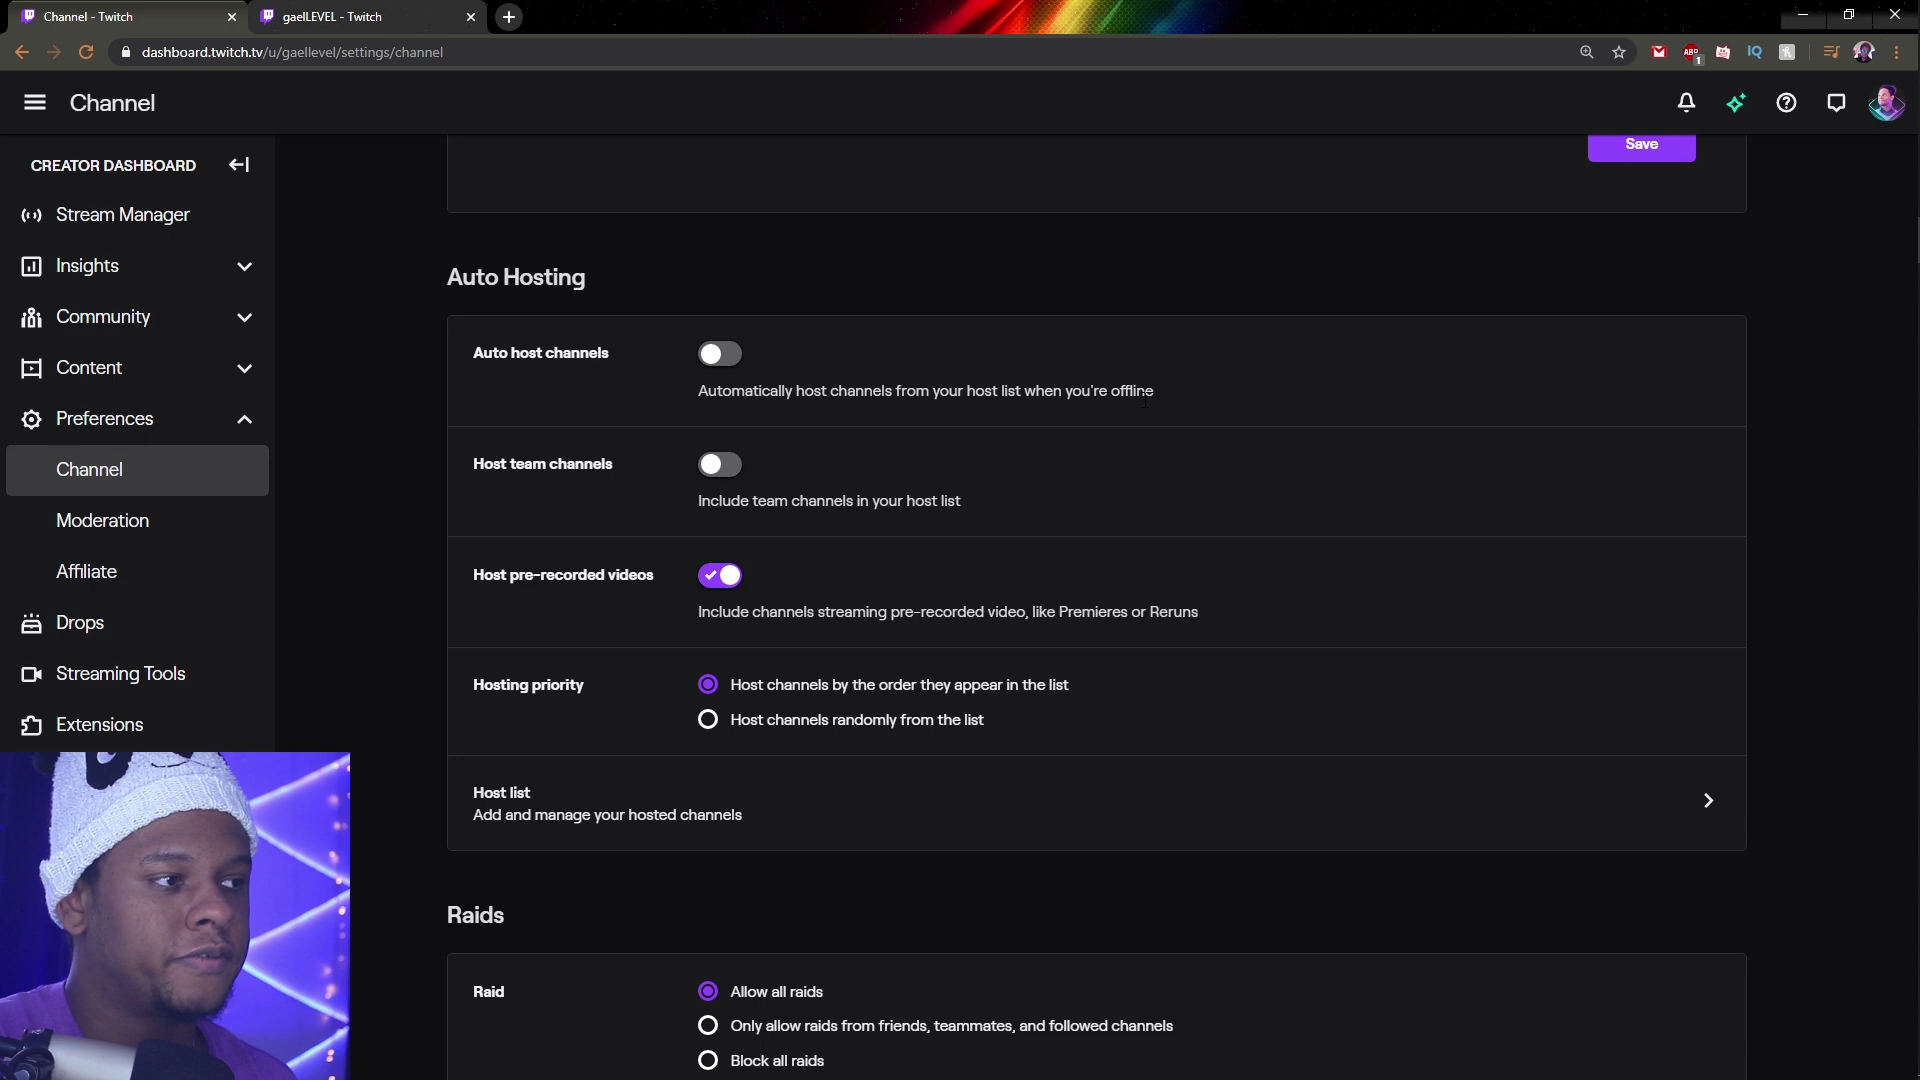 Channel - Twitch
gaelLEVEL - Twitch
dashboard.twitch.tv/u/gaellevel/settings/channel
ABP
1
IQ
Channel
CREATOR DASHBOARD
Save
Stream Manager
Insights
Community
Content
Preferences
Channel
Moderation
Affiliate
Drops
Streaming Tools
Extensions
Auto Hosting
Auto host channels
Automatically host channels from your host list when you're offline
Host team channels
Include team channels in your host list
Host pre-recorded videos
Include channels streaming pre-recorded video, like Premieres or Reruns
Hosting priority
Host channels by the order they appear in the list
Host channels randomly from the list
Host list
Add and manage your hosted channels
Raids
Raid
Allow all raids
Only allow raids from friends, teammates, and followed channels
Block all raids